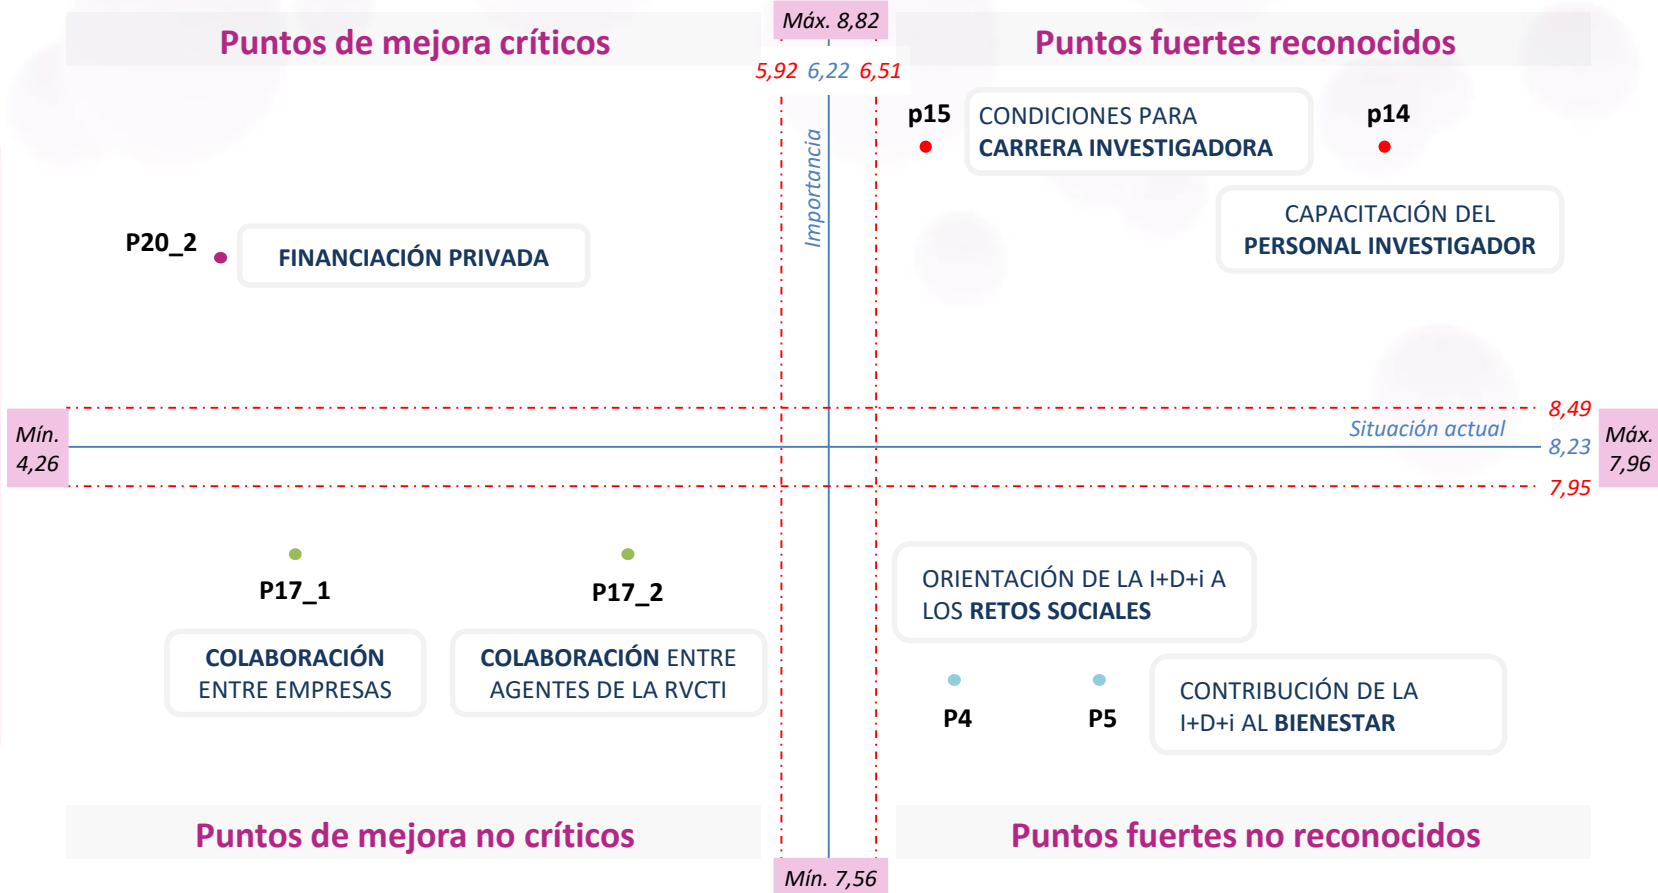 Máx. 8,82
Puntos de mejora críticos
Puntos fuertes reconocidos
5,92 6,22 6,51
Importancia
p15
CONDICIONES PARA
CARRERA INVESTIGADORA
p14
CAPACITACIÓN DEL
PERSONAL INVESTIGADOR
P20_2
FINANCIACIÓN PRIVADA
8,49
Situación actual
8,23
7,95
Mín.
4,26
Máx.
7,96
P17_1
COLABORACIÓN
ENTRE EMPRESAS
P17_2
COLABORACIÓN ENTRE
AGENTES DE LA RVCTI
ORIENTACIÓN DE LA I+D+i A
LOS RETOS SOCIALES
P4
P5
CONTRIBUCIÓN DE LA
I+D+i AL BIENESTAR
Puntos de mejora no críticos
Puntos fuertes no reconocidos
Mín. 7,56